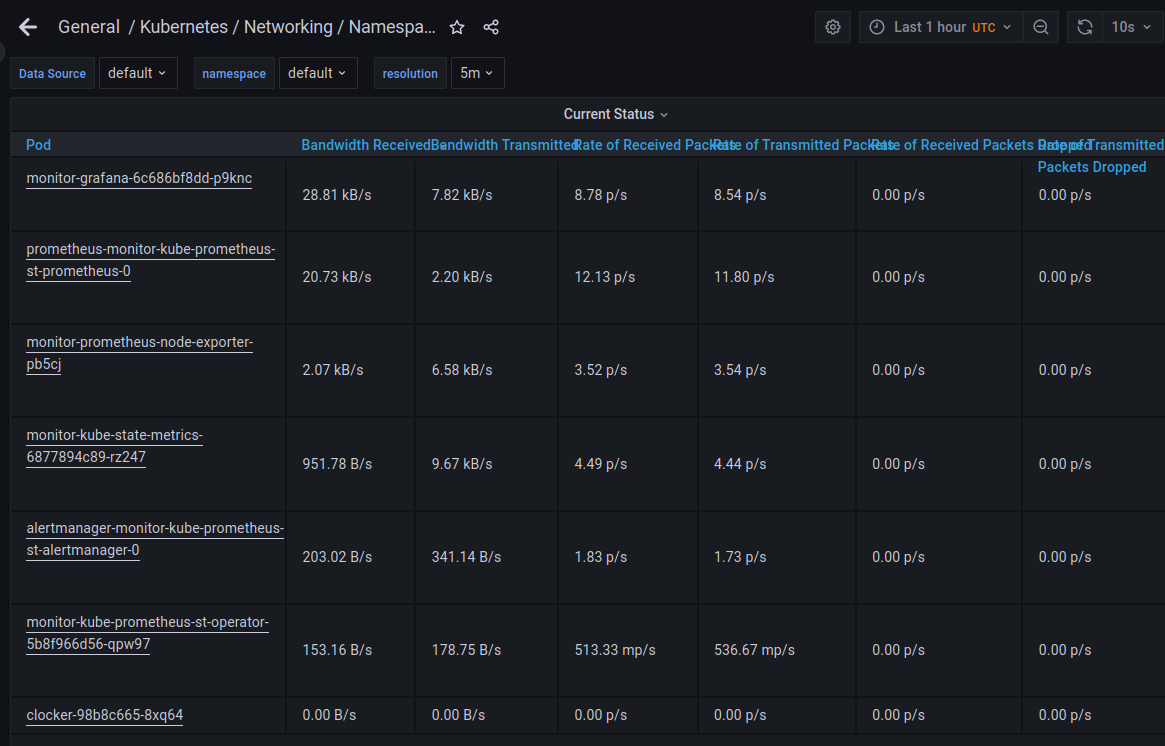 General / Kubernetes / Networking / Namespa...
Last 1 hour UTC
10s
Data Source default
namespace default
resolution 5m
Current Status
Pod Bandwidth Received Bandwidth Transmitted Rate of Received Packets Rate of Transmitted Packets Rate of Received Packets Dropped Rate of Transmitted
Packets Dropped
monitor-grafana-6c686bf8dd-p9knc
28.81 kB/s 7.82 kB/s 8.78 p/s 8.54 p/s 0.00 p/s 0.00 p/s
prometheus-monitor-kube-prometheus-
st-prometheus-0
20.73 kB/s 2.20 kB/s 12.13 p/s 11.80 p/s 0.00 p/s 0.00 p/s
monitor-prometheus-node-exporter-
pb5cj
2.07 kB/s 6.58 kB/s 3.52 p/s 3.54 p/s 0.00 p/s 0.00 p/s
monitor-kube-state-metrics-
6877894c89-rz247
951.78 B/s 9.67 kB/s 4.49 p/s 4.44 p/s 0.00 p/s 0.00 p/s
alertmanager-monitor-kube-prometheus-
st-alertmanager-0
203.02 B/s 341.14 B/s 1.83 p/s 1.73 p/s 0.00 p/s 0.00 p/s
monitor-kube-prometheus-st-operator-
5b8f966d56-qpw97
153.16 B/s 178.75 B/s 513.33 mp/s 536.67 mp/s 0.00 p/s 0.00 p/s
clocker-98b8c665-8xq64 0.00 B/s 0.00 B/s 0.00 p/s 0.00 p/s 0.00 p/s 0.00 p/s